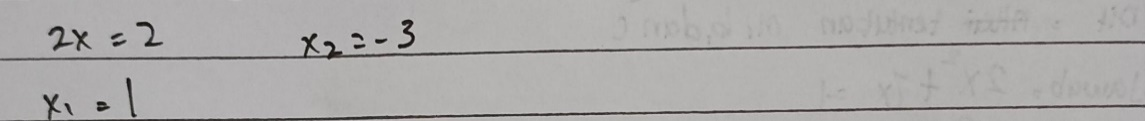 2x = 2 x₂ = -3
x₁ = 1